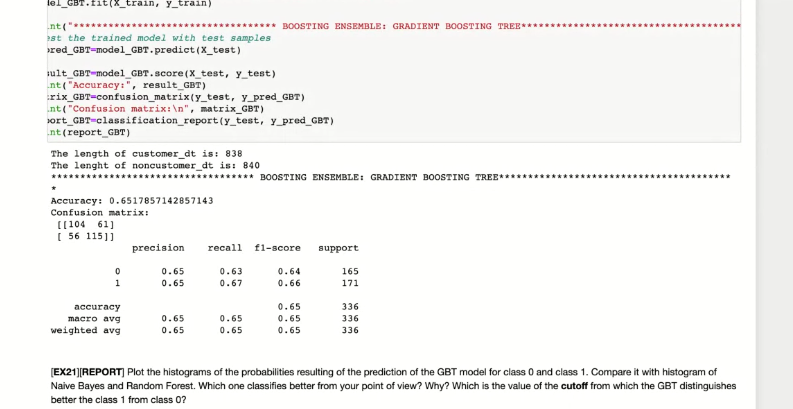 del_GBT.fit(X_train, y_train)
nt("*********************************** BOOSTING ENSEMBLE: GRADIENT BOOSTING TREE**************************************
est the trained model with test samples
pred_GBT=model_GBT.predict(X_test)
sult_GBT=model_GBT.score(X_test, y_test)
nt("Accuracy:", result_GBT)
trix_GBT=confusion_matrix(y_test, y_pred_GBT)
nt("Confusion matrix:\n", matrix_GBT)
port_GBT=classification_report(y_test, y_pred_GBT)
nt(report_GBT)
The length of customer_dt is: 838
The lenght of noncustomer_dt is: 840
*********************************** BOOSTING ENSEMBLE: GRADIENT BOOSTING TREE****************************************
*
Accuracy: 0.6517857142857143
Confusion matrix:
[[104 61]
[ 56 115]]
precision recall f1-score support
0 0.65 0.63 0.64 165
1 0.65 0.67 0.66 171
accuracy 0.65 336
macro avg 0.65 0.65 0.65 336
weighted avg 0.65 0.65 0.65 336
[EX21][REPORT] Plot the histograms of the probabilities resulting of the prediction of the GBT model for class 0 and class 1. Compare it with histogram of
Naive Bayes and Random Forest. Which one classifies better from your point of view? Why? Which is the value of the cutoff from which the GBT distinguishes
better the class 1 from class 0?